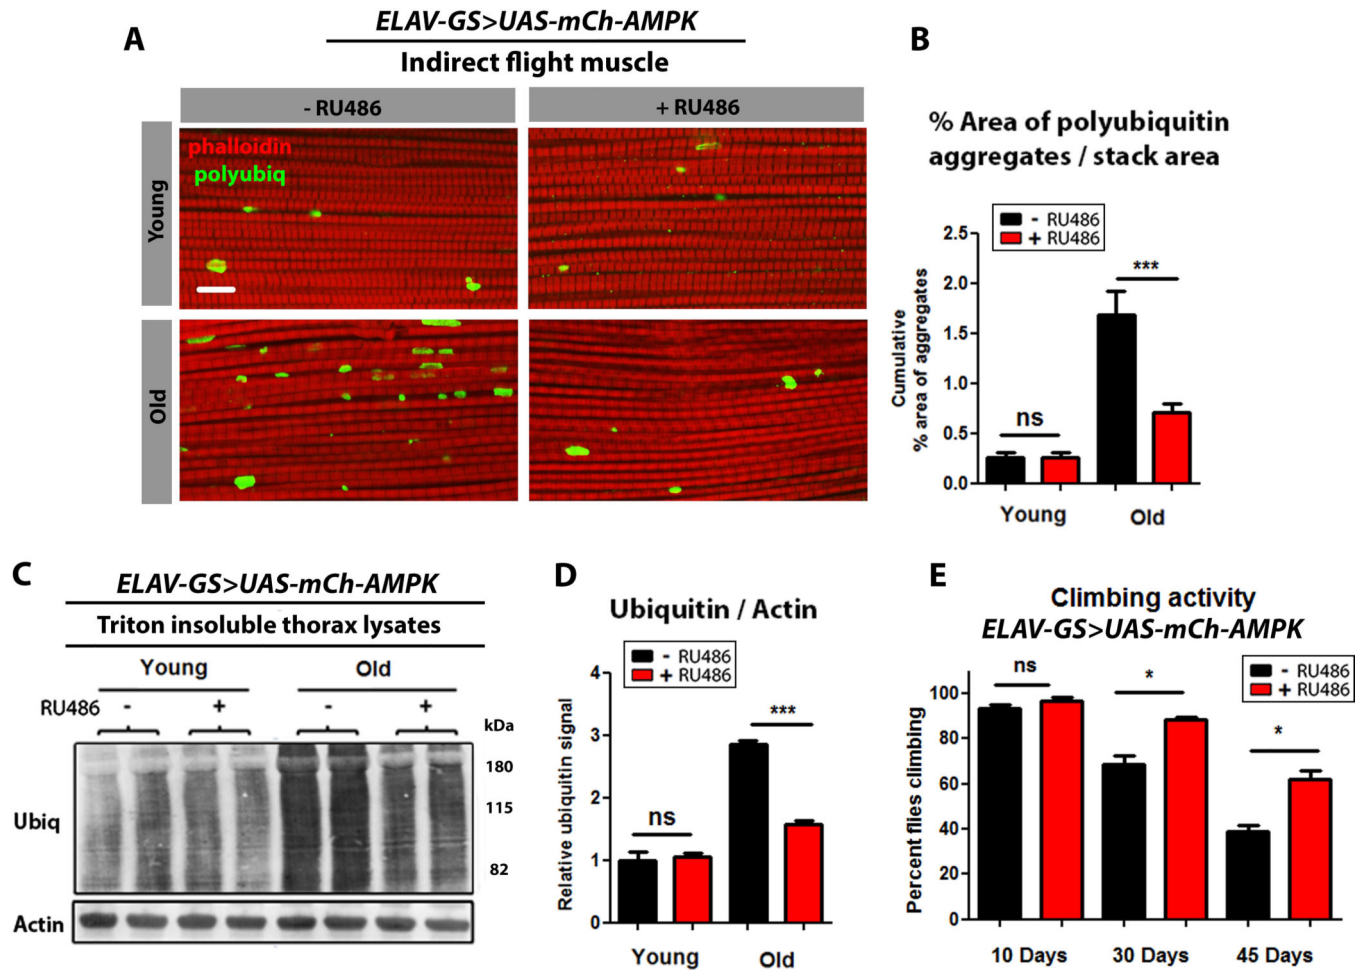 A
ELAV-GS>UAS-mCh-AMPK
Indirect flight muscle
- RU486
+ RU486
Young
phalloidin
polyubiq
Old
B
% Area of polyubiquitin
aggregates / stack area
- RU486
+ RU486
Cumulative
% area of aggregates
2.5
2.0
1.5
1.0
0.5
0.0
ns
***
Young
Old
C
ELAV-GS>UAS-mCh-AMPK
Triton insoluble thorax lysates
Young
Old
RU486
-
+
-
+
kDa
180
115
82
Ubiq
Actin
D
Ubiquitin / Actin
- RU486
+ RU486
Relative ubiquitin signal
4
3
2
1
0
ns
***
Young
Old
E
Climbing activity
ELAV-GS>UAS-mCh-AMPK
- RU486
+ RU486
Percent flies climbing
100
80
60
40
20
0
ns
*
*
10 Days
30 Days
45 Days